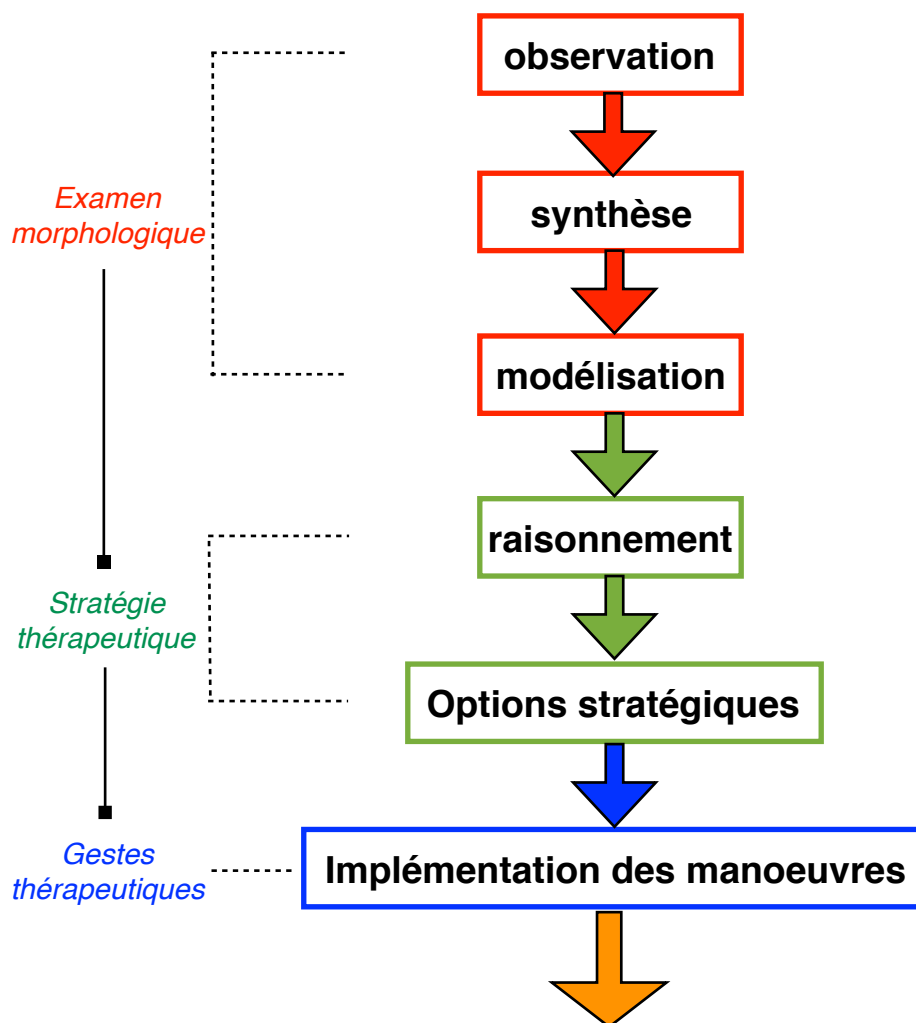 observation
synthèse
Examen
morphologique
modélisation
raisonnement
Stratégie
thérapeutique
Options stratégiques
Gestes
thérapeutiques
Implémentation des manoeuvres